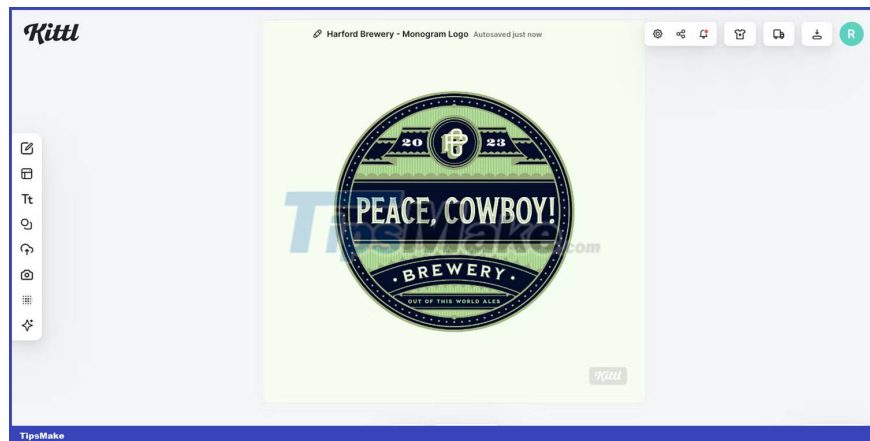 Kittl
Harford Brewery - Monogram Logo Autosaved just now
R
Tt
20 23
PEACE, COWBOY!
TipsMake.com
BREWERY
OUT OF THIS WORLD ALES
Kittl
TipsMake